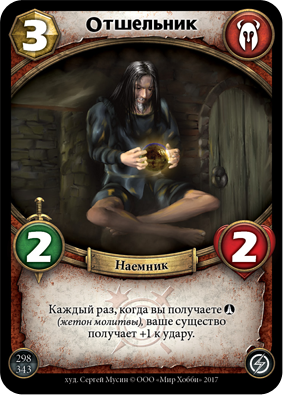 3
Отшельник
2
Наемник
2
Каждый раз, когда вы получаете
(жетон молитвы), ваше существо
получает +1 к удару.
298
343
худ. Сергей Мусин © ООО «Мир Хобби» 2017